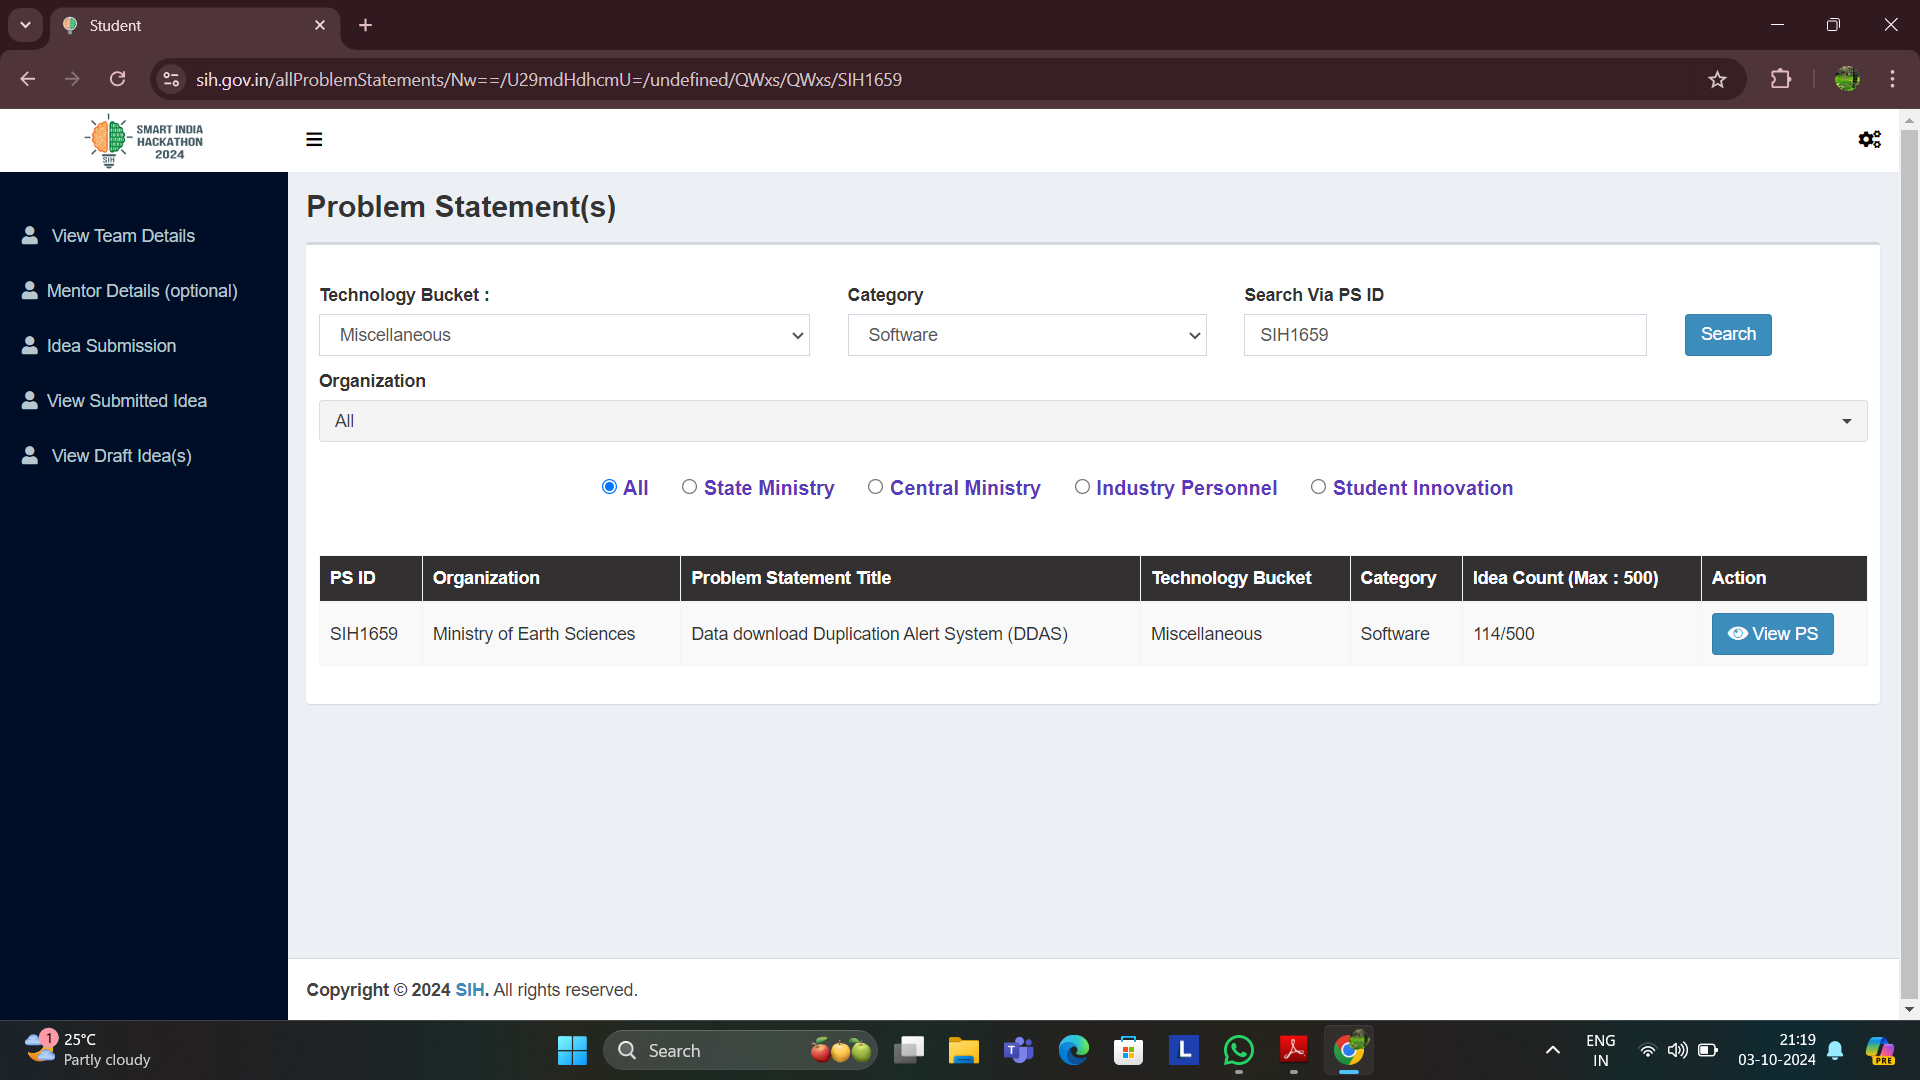 Student
sih.gov.in/allProblemStatements/Nw==/U29mdHdhcmU=/undefined/QWxs/QWxs/SIH1659
SMART INDIA
HACKATHON
2024
SIH
View Team Details
Mentor Details (optional)
Idea Submission
View Submitted Idea
View Draft Idea(s)
Problem Statement(s)
Technology Bucket : Category Search Via PS ID
Miscellaneous Software SIH1659 Search
Organization
All
All State Ministry Central Ministry Industry Personnel Student Innovation
PS ID Organization Problem Statement Title Technology Bucket Category Idea Count (Max : 500) Action
SIH1659 Ministry of Earth Sciences Data download Duplication Alert System (DDAS) Miscellaneous Software 114/500 View PS
Copyright © 2024 SIH. All rights reserved.
1
25°C
Partly cloudy
Search
L
PRE
ENG
IN
21:19
03-10-2024